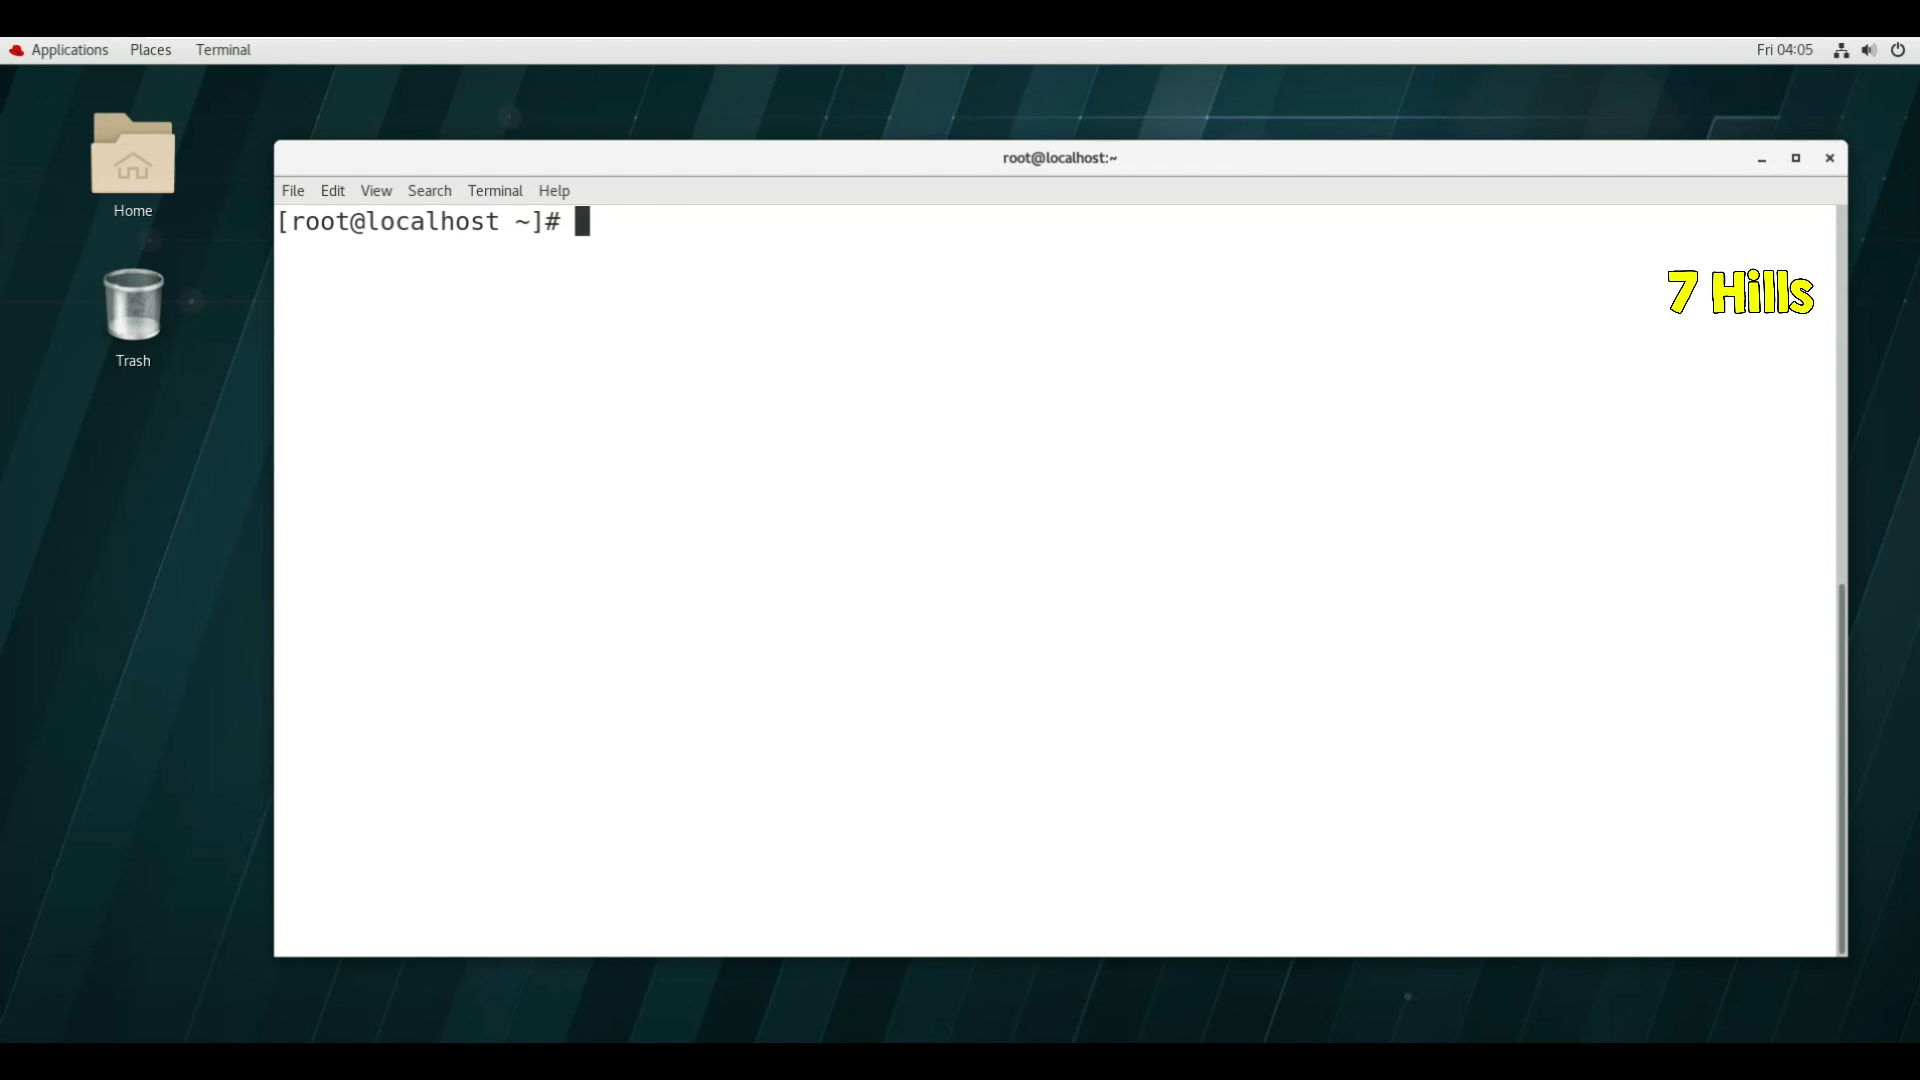 Applications Places Terminal Fri 04:05
Home
Trash
root@localhost:~
File Edit View Search Terminal Help
[root@localhost ~]#
7 Hills